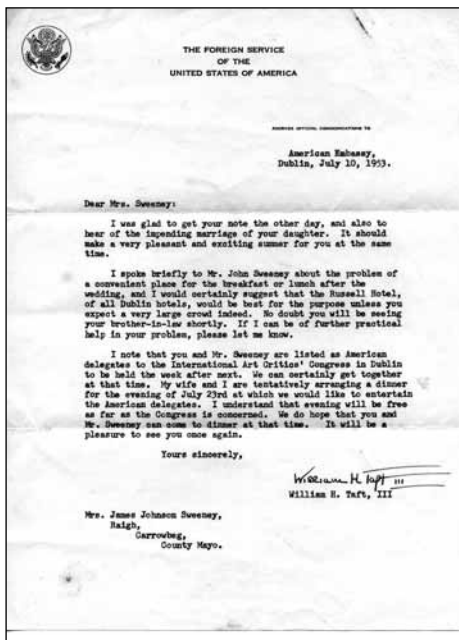 THE FOREIGN SERVICE
OF THE
UNITED STATES OF AMERICA
ADDRESS OFFICIAL COMMUNICATIONS TO
American Embassy,
Dublin, July 10, 1953.
Dear Mrs. Sweeney:
I was glad to get your note the other day, and also to
hear of the impending marriage of your daughter. It should
make a very pleasant and exciting summer for you at the same
time.
I spoke briefly to Mr. John Sweeney about the problem of
a convenient place for the breakfast or lunch after the
wedding, and I would certainly suggest that the Russell Hotel,
of all Dublin hotels, would be best for the purpose unless you
expect a very large crowd indeed. No doubt you will be seeing
your brother-in-law shortly. If I can be of further practical
help in your problem, please let me know.
I note that you and Mr. Sweeney are listed as American
delegates to the International Art Critics' Congress in Dublin
to be held the week after next. We can certainly get together
at that time. My wife and I are tentatively arranging a dinner
for the evening of July 23rd at which we would like to entertain
the American delegates. I understand that evening will be free
as far as the Congress is concerned. We do hope that you and
Mr. Sweeney can come to dinner at that time. It will be a
pleasure to see you once again.
Yours sincerely,
William H. Taft III
William H. Taft, III
Mrs. James Johnson Sweeney,
Raigh,
Carrowbeg,
County Mayo.